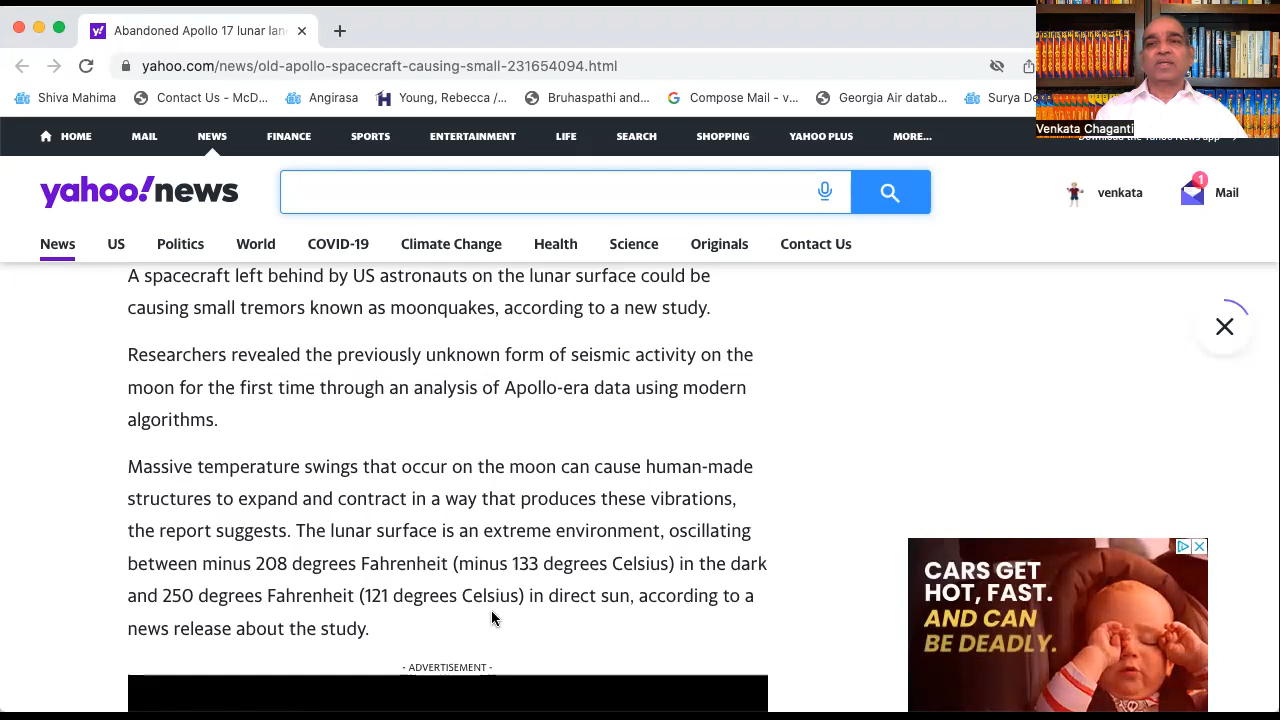 Abandoned Apollo 17 lunar lan
yahoo.com/news/old-apollo-spacecraft-causing-small-231654094.html
Shiva Mahima
Contact Us - McD...
Angirasa
Young, Rebecca /...
Bruhaspathi and...
Compose Mail - v...
Georgia Air datab...
Surya De
Venkata Chaganti
HOME
MAIL
NEWS
FINANCE
SPORTS
ENTERTAINMENT
LIFE
SEARCH
SHOPPING
YAHOO PLUS
MORE...
Download the Yahoo News app
yahoo!news
venkata
1
Mail
News
US
Politics
World
COVID-19
Climate Change
Health
Science
Originals
Contact Us
A spacecraft left behind by US astronauts on the lunar surface could be
causing small tremors known as moonquakes, according to a new study.
Researchers revealed the previously unknown form of seismic activity on the
moon for the first time through an analysis of Apollo-era data using modern
algorithms.
Massive temperature swings that occur on the moon can cause human-made
structures to expand and contract in a way that produces these vibrations,
the report suggests. The lunar surface is an extreme environment, oscillating
between minus 208 degrees Fahrenheit (minus 133 degrees Celsius) in the dark
and 250 degrees Fahrenheit (121 degrees Celsius) in direct sun, according to a
news release about the study.
- ADVERTISEMENT -
CARS GET
HOT, FAST.
AND CAN
BE DEADLY.